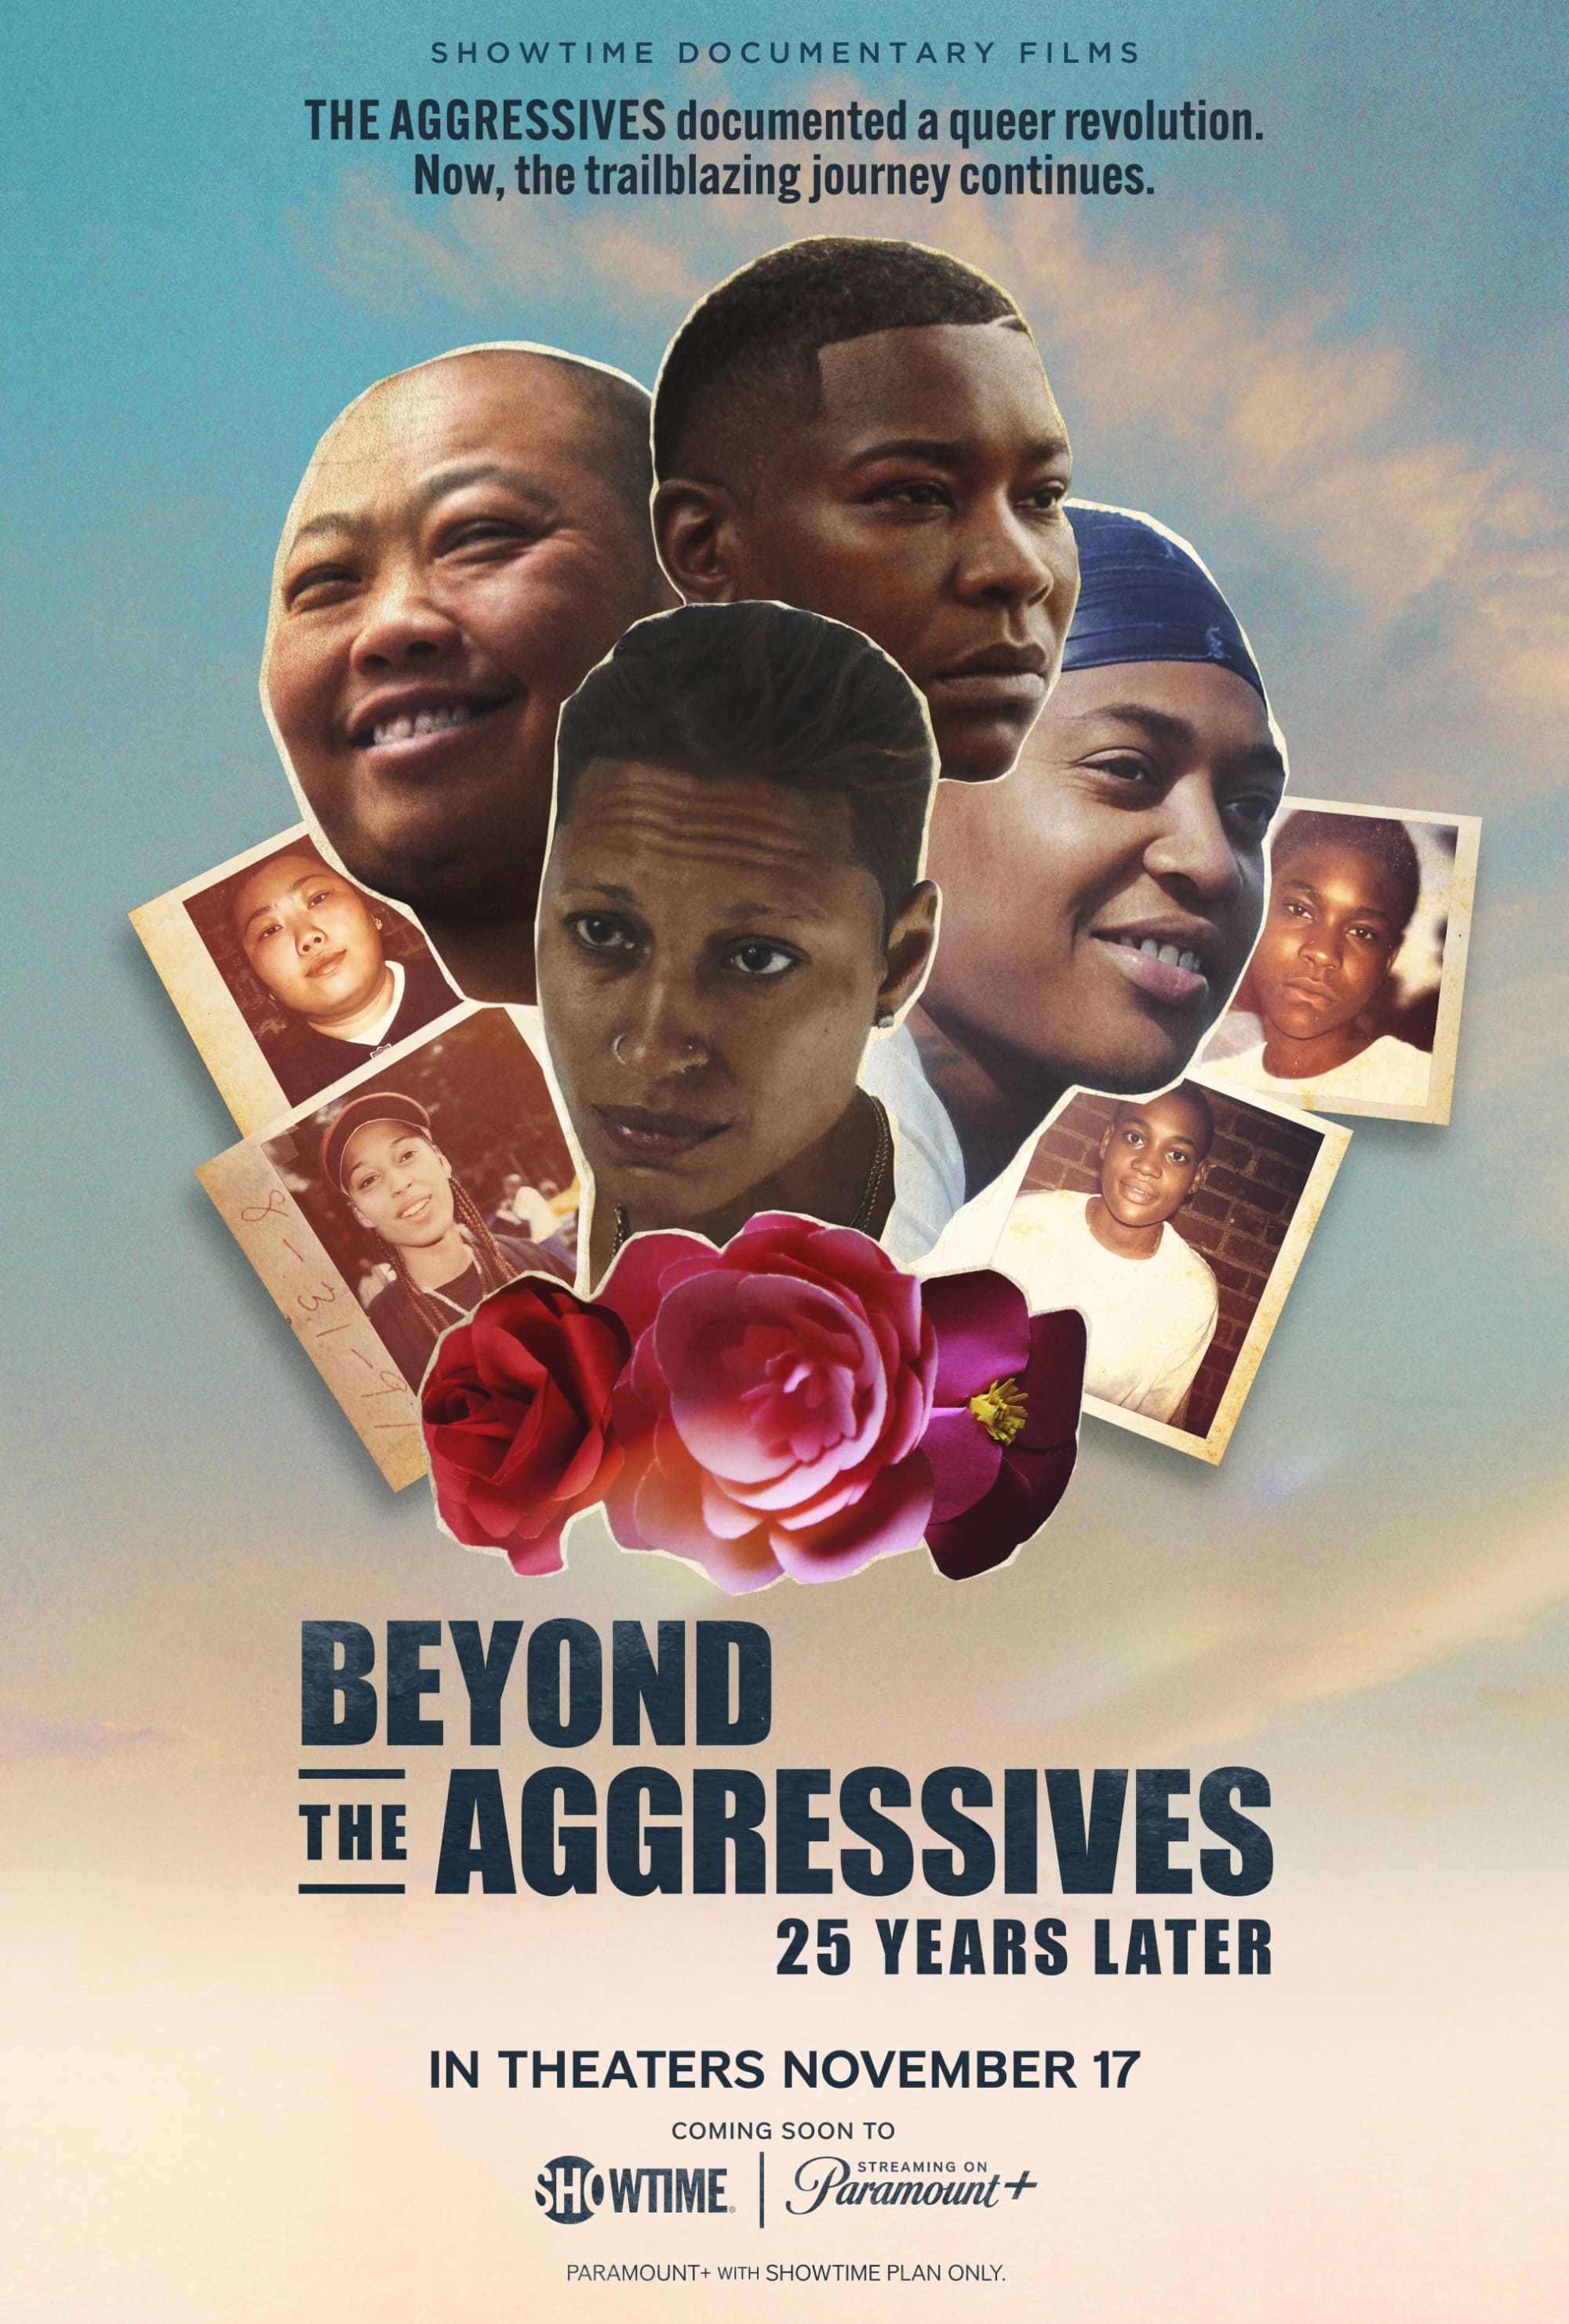 SHOWTIME DOCUMENTARY FILMS
THE AGGRESSIVES documented a queer revolution.
Now, the trailblazing journey continues.
8-31-97
BEYOND
THE AGGRESSIVES
25 YEARS LATER
IN THEATERS NOVEMBER 17
COMING SOON TO
SHOWTIME®
STREAMING ON
Paramount+
PARAMOUNT+ WITH SHOWTIME PLAN ONLY.